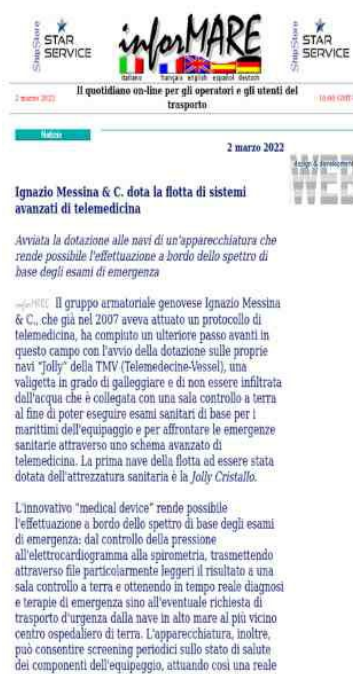 ShipStore
STAR
SERVICE
inforMARE
ShipStore
STAR
SERVICE
italiano français english español deutsch
2 marzo 2022
Il quotidiano on-line per gli operatori e gli utenti del
trasporto
Notizie
2 marzo 2022
design & development
WEB
Ignazio Messina & C. dota la flotta di sistemi
avanzati di telemedicina
Avviata la dotazione alle navi di un'apparecchiatura che
rende possibile l'effettuazione a bordo dello spettro di
base degli esami di emergenza
inforMARE Il gruppo armatoriale genovese Ignazio Messina
& C., che già nel 2007 aveva attuato un protocollo di
telemedicina, ha compiuto un ulteriore passo avanti in
questo campo con l'avvio della dotazione sulle proprie
navi "Jolly" della TMV (Telemedecine-Vessel), una
valigetta in grado di galleggiare e di non essere infiltrata
dall'acqua che è collegata con una sala controllo a terra
al fine di poter eseguire esami sanitari di base per i
marittimi dell'equipaggio e per affrontare le emergenze
sanitarie attraverso uno schema avanzato di
telemedicina. La prima nave della flotta ad essere stata
dotata dell'attrezzatura sanitaria è la Jolly Cristallo.
L'innovativo "medical device" rende possibile
l'effettuazione a bordo dello spettro di base degli esami
di emergenza: dal controllo della pressione
all'elettrocardiogramma alla spirometria, trasmettendo
attraverso file particolarmente leggeri il risultato a una
sala controllo a terra e ottenendo in tempo reale diagnosi
e terapie di emergenza sino all'eventuale richiesta di
trasporto d'urgenza dalla nave in alto mare al più vicino
centro ospedaliero di terra. L'apparecchiatura, inoltre,
può consentire screening periodici sullo stato di salute
dei componenti dell'equipaggio, attuando così una reale